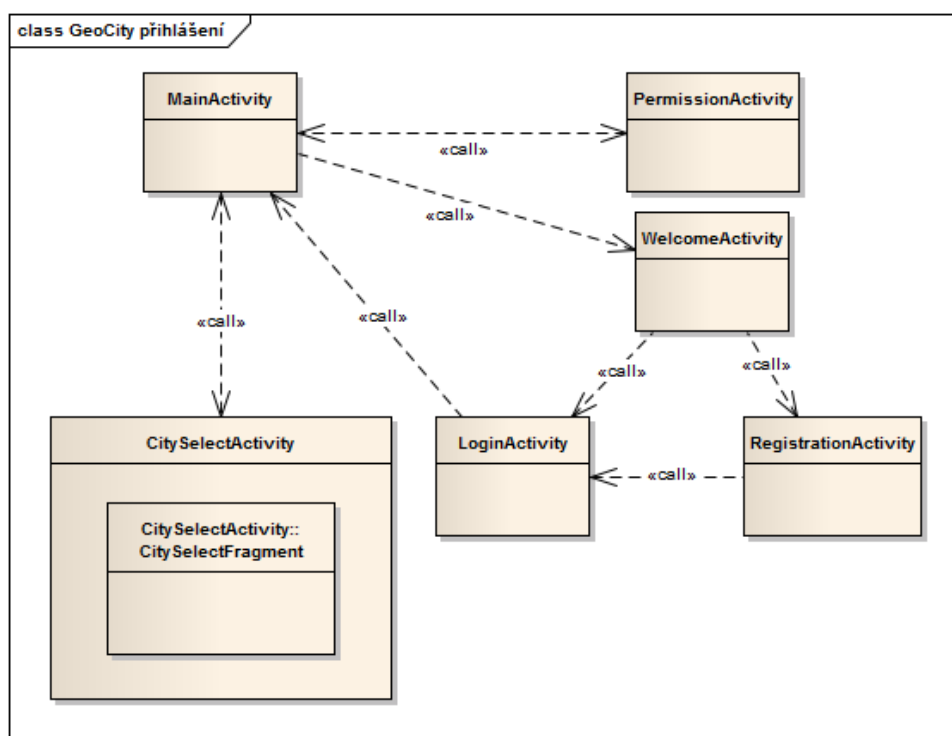 class GeoCity přihlášení
MainActivity
PermissionActivity
«call»
WelcomeActivity
«call»
«call»
«call»
«call»
«call»
CitySelectActivity
LoginActivity
RegistrationActivity
«call»
CitySelectActivity::
CitySelectFragment